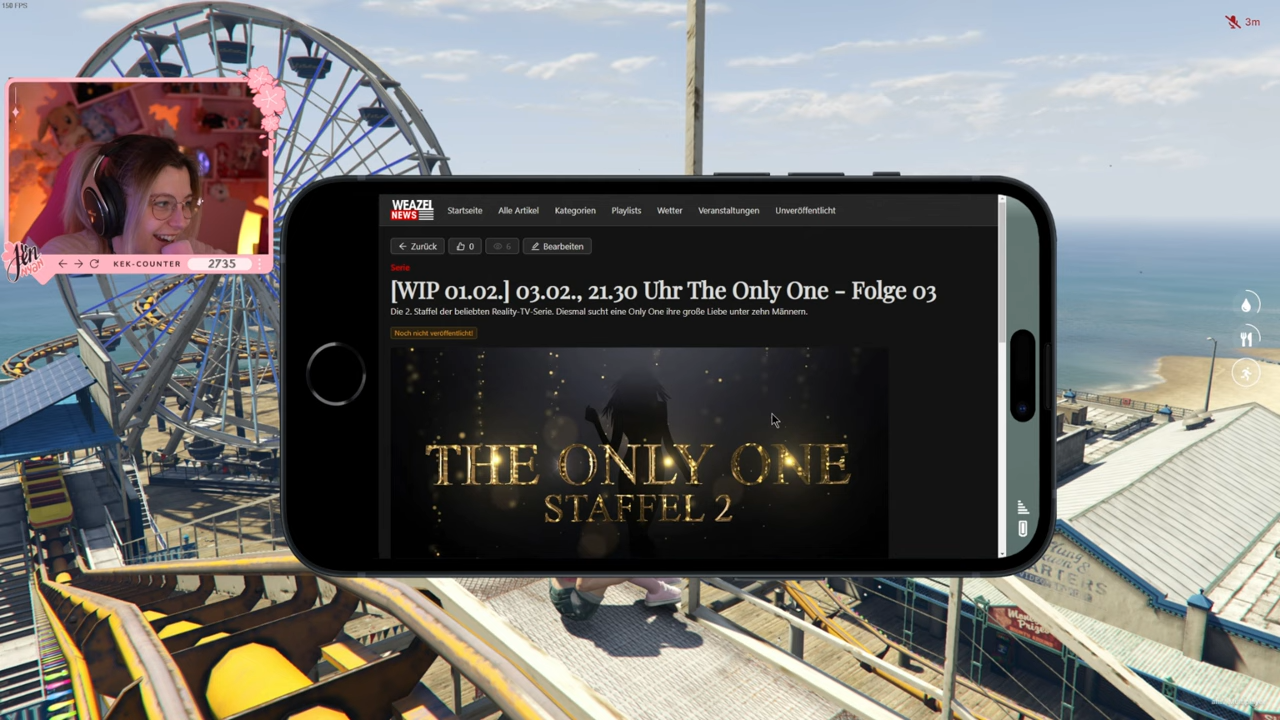 150 FPS
3m
WEAZEL
NEWS
Startseite Alle Artikel Kategorien Playlists Wetter Veranstaltungen Unveröffentlicht
Zurück 0 6 Bearbeiten
Serie
[WIP 01.02.] 03.02., 21.30 Uhr The Only One – Folge 03
Die 2. Staffel der beliebten Reality-TV-Serie. Diesmal sucht eine Only One ihre große Liebe unter zehn Männern.
Noch nicht veröffentlicht!
THE ONLY ONE
STAFFEL 2
Jen
nyan
KEK-COUNTER 2735